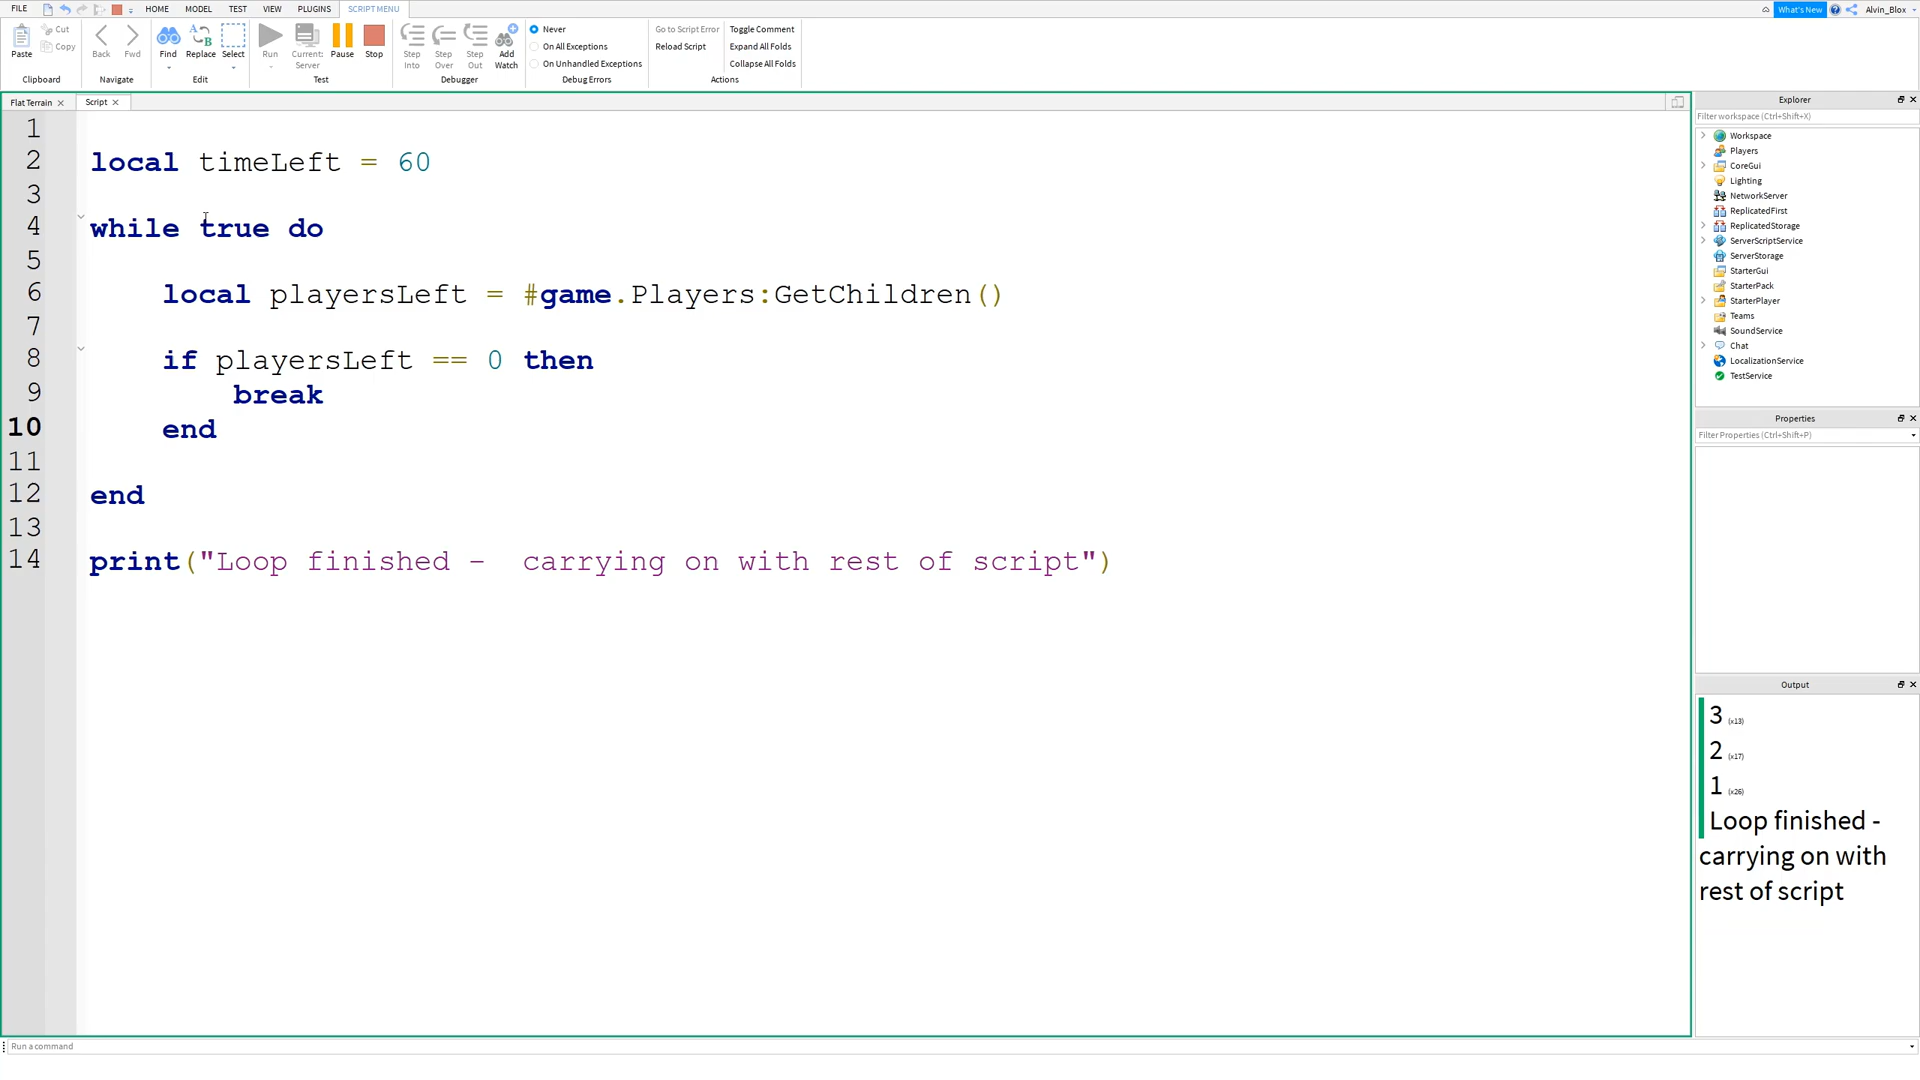 FILE HOME MODEL TEST VIEW PLUGINS SCRIPT MENU What's New Alvin_Blox
Paste Cut Copy Clipboard
Back Fwd Navigate
Find Replace Select Edit
Run Current: Server Pause Stop Test
Step Into Step Over Step Out Add Watch Debugger
Never
On All Exceptions
On Unhandled Exceptions
Debug Errors
Go to Script Error Toggle Comment
Reload Script Expand All Folds
Collapse All Folds
Actions
Flat Terrain Script
1
2 local timeLeft = 60
3
4 while true do
5
6 local playersLeft = #game.Players:GetChildren()
7
8 if playersLeft == 0 then
9 break
10 end
11
12 end
13
14 print("Loop finished -  carrying on with rest of script")
Explorer
Filter workspace (Ctrl+Shift+X)
Workspace
Players
CoreGui
Lighting
NetworkServer
ReplicatedFirst
ReplicatedStorage
ServerScriptService
ServerStorage
StarterGui
StarterPack
StarterPlayer
Teams
SoundService
Chat
LocalizationService
TestService
Properties
Filter Properties (Ctrl+Shift+P)
Output
3 (x13)
2 (x17)
1 (x26)
Loop finished -
carrying on with
rest of script
Run a command